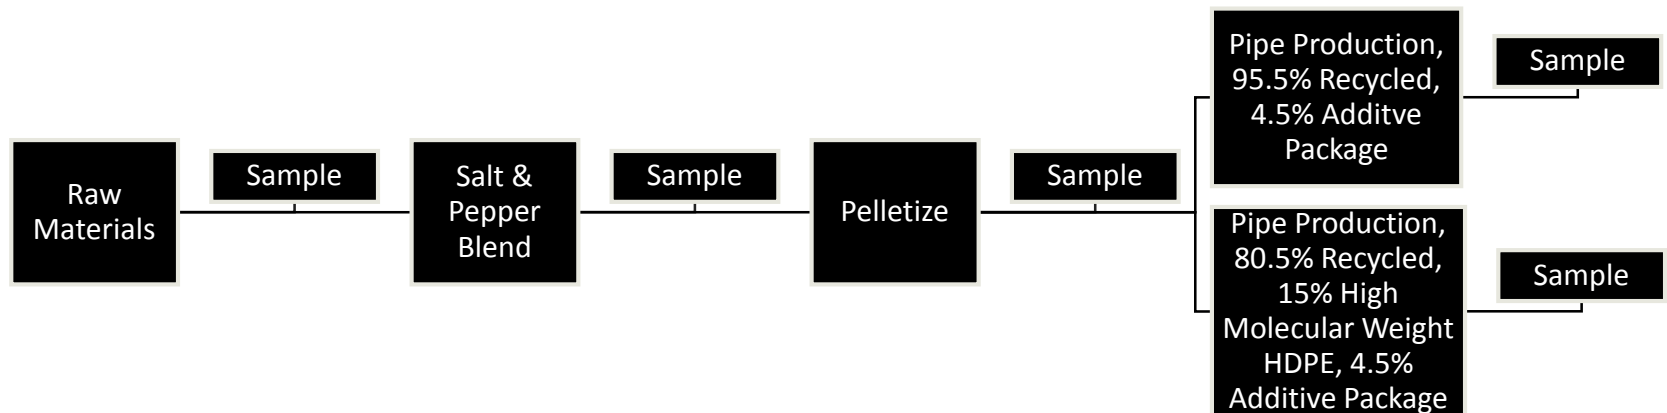 Raw
Materials
Sample
Salt &
Pepper
Blend
Sample
Pelletize
Sample
Pipe Production,
95.5% Recycled,
4.5% Additve
Package
Sample
Pipe Production,
80.5% Recycled,
15% High
Molecular Weight
HDPE, 4.5%
Additive Package
Sample